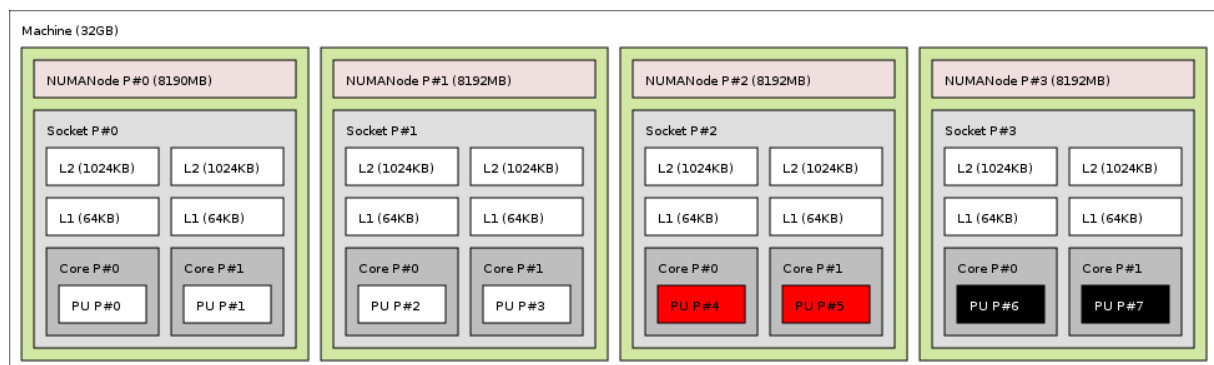 Machine (32GB)
NUMANode P#0 (8190MB)
Socket P#0
L2 (1024KB) L2 (1024KB)
L1 (64KB) L1 (64KB)
Core P#0 Core P#1
PU P#0 PU P#1
NUMANode P#1 (8192MB)
Socket P#1
L2 (1024KB) L2 (1024KB)
L1 (64KB) L1 (64KB)
Core P#0 Core P#1
PU P#2 PU P#3
NUMANode P#2 (8192MB)
Socket P#2
L2 (1024KB) L2 (1024KB)
L1 (64KB) L1 (64KB)
Core P#0 Core P#1
PU P#4 PU P#5
NUMANode P#3 (8192MB)
Socket P#3
L2 (1024KB) L2 (1024KB)
L1 (64KB) L1 (64KB)
Core P#0 Core P#1
PU P#6 PU P#7